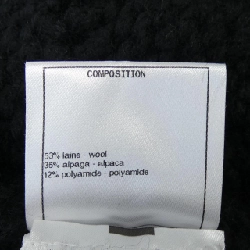 COMPOSITION
53% laine - wool
35% alpaga - alpaca
12% polyamide - polyamide